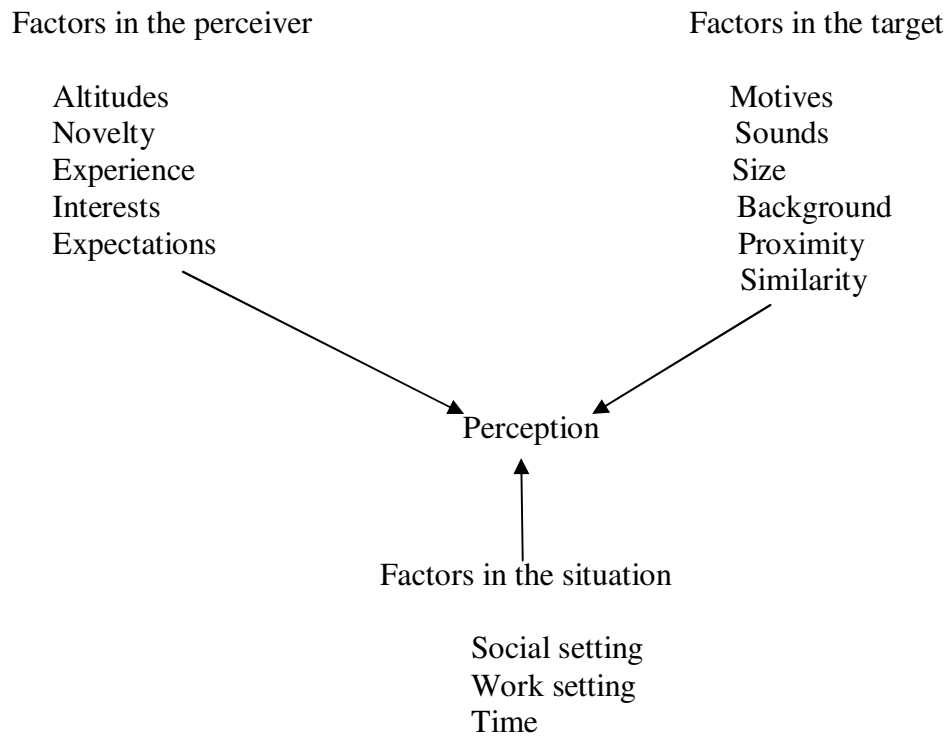 Factors in the perceiver
Altitudes
Novelty
Experience
Interests
Expectations
Factors in the target
Motives
Sounds
Size
Background
Proximity
Similarity
Perception
Factors in the situation
Social setting
Work setting
Time